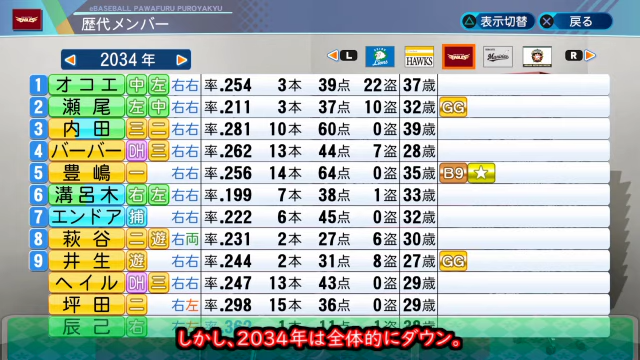 eBASEBALL PAWAFURU PUROYAKYU
EAGLES 歴代メンバー △ 表示切替 ○ 戻る
2034年 L Lions HAWKS EAGLES Marines R
1 オコエ 中 左 右右 率.254 3本 39点 22盗 37歳
2 瀬尾 左 中 右右 率.211 3本 37点 10盗 32歳 GG
3 内田 三 二 右右 率.281 10本 60点 0盗 39歳
4 バーバー DH 三 右右 率.262 13本 44点 7盗 28歳
5 豊嶋 一 右右 率.256 14本 64点 0盗 35歳 B9 ★
6 溝呂木 右 左 右右 率.199 7本 38点 1盗 33歳
7 エンドア 捕 右右 率.222 6本 45点 0盗 32歳
8 萩谷 二 遊 右両 率.231 2本 27点 6盗 30歳
9 井生 遊 右右 率.244 2本 31点 8盗 27歳 GG
ヘイル DH 三 右右 率.247 13本 43点 0盗 29歳
坪田 二 右左 率.298 15本 36点 0盗 29歳
辰己 右
しかし、2034年は全体的にダウン。